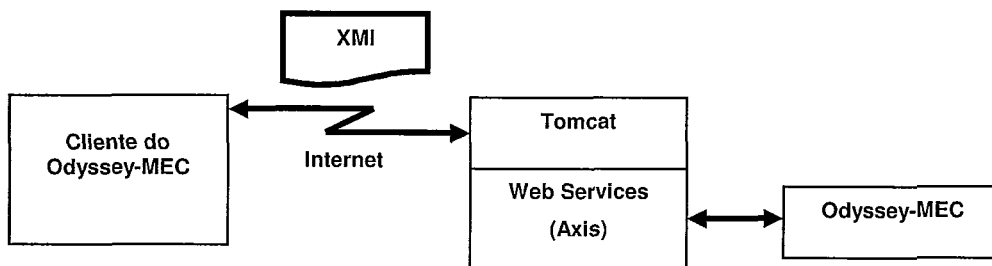 XMI
Cliente do
Odyssey-MEC
Internet
Tomcat
Web Services
(Axis)
Odyssey-MEC